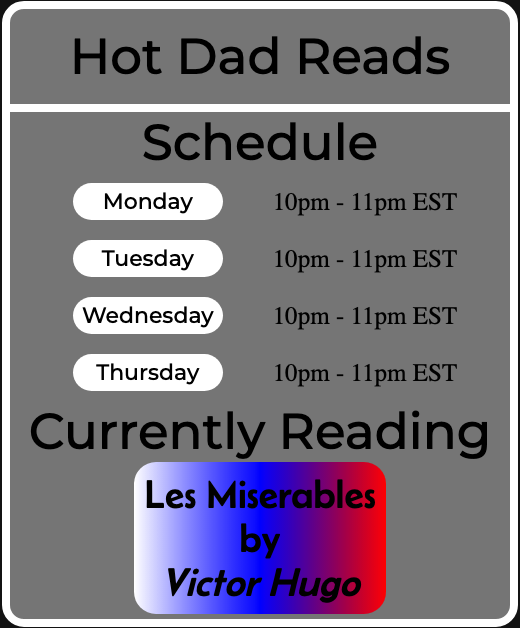 Hot Dad Reads
Schedule
Monday 10pm - 11pm EST
Tuesday 10pm - 11pm EST
Wednesday 10pm - 11pm EST
Thursday 10pm - 11pm EST
Currently Reading
Les Miserables
by
Victor Hugo